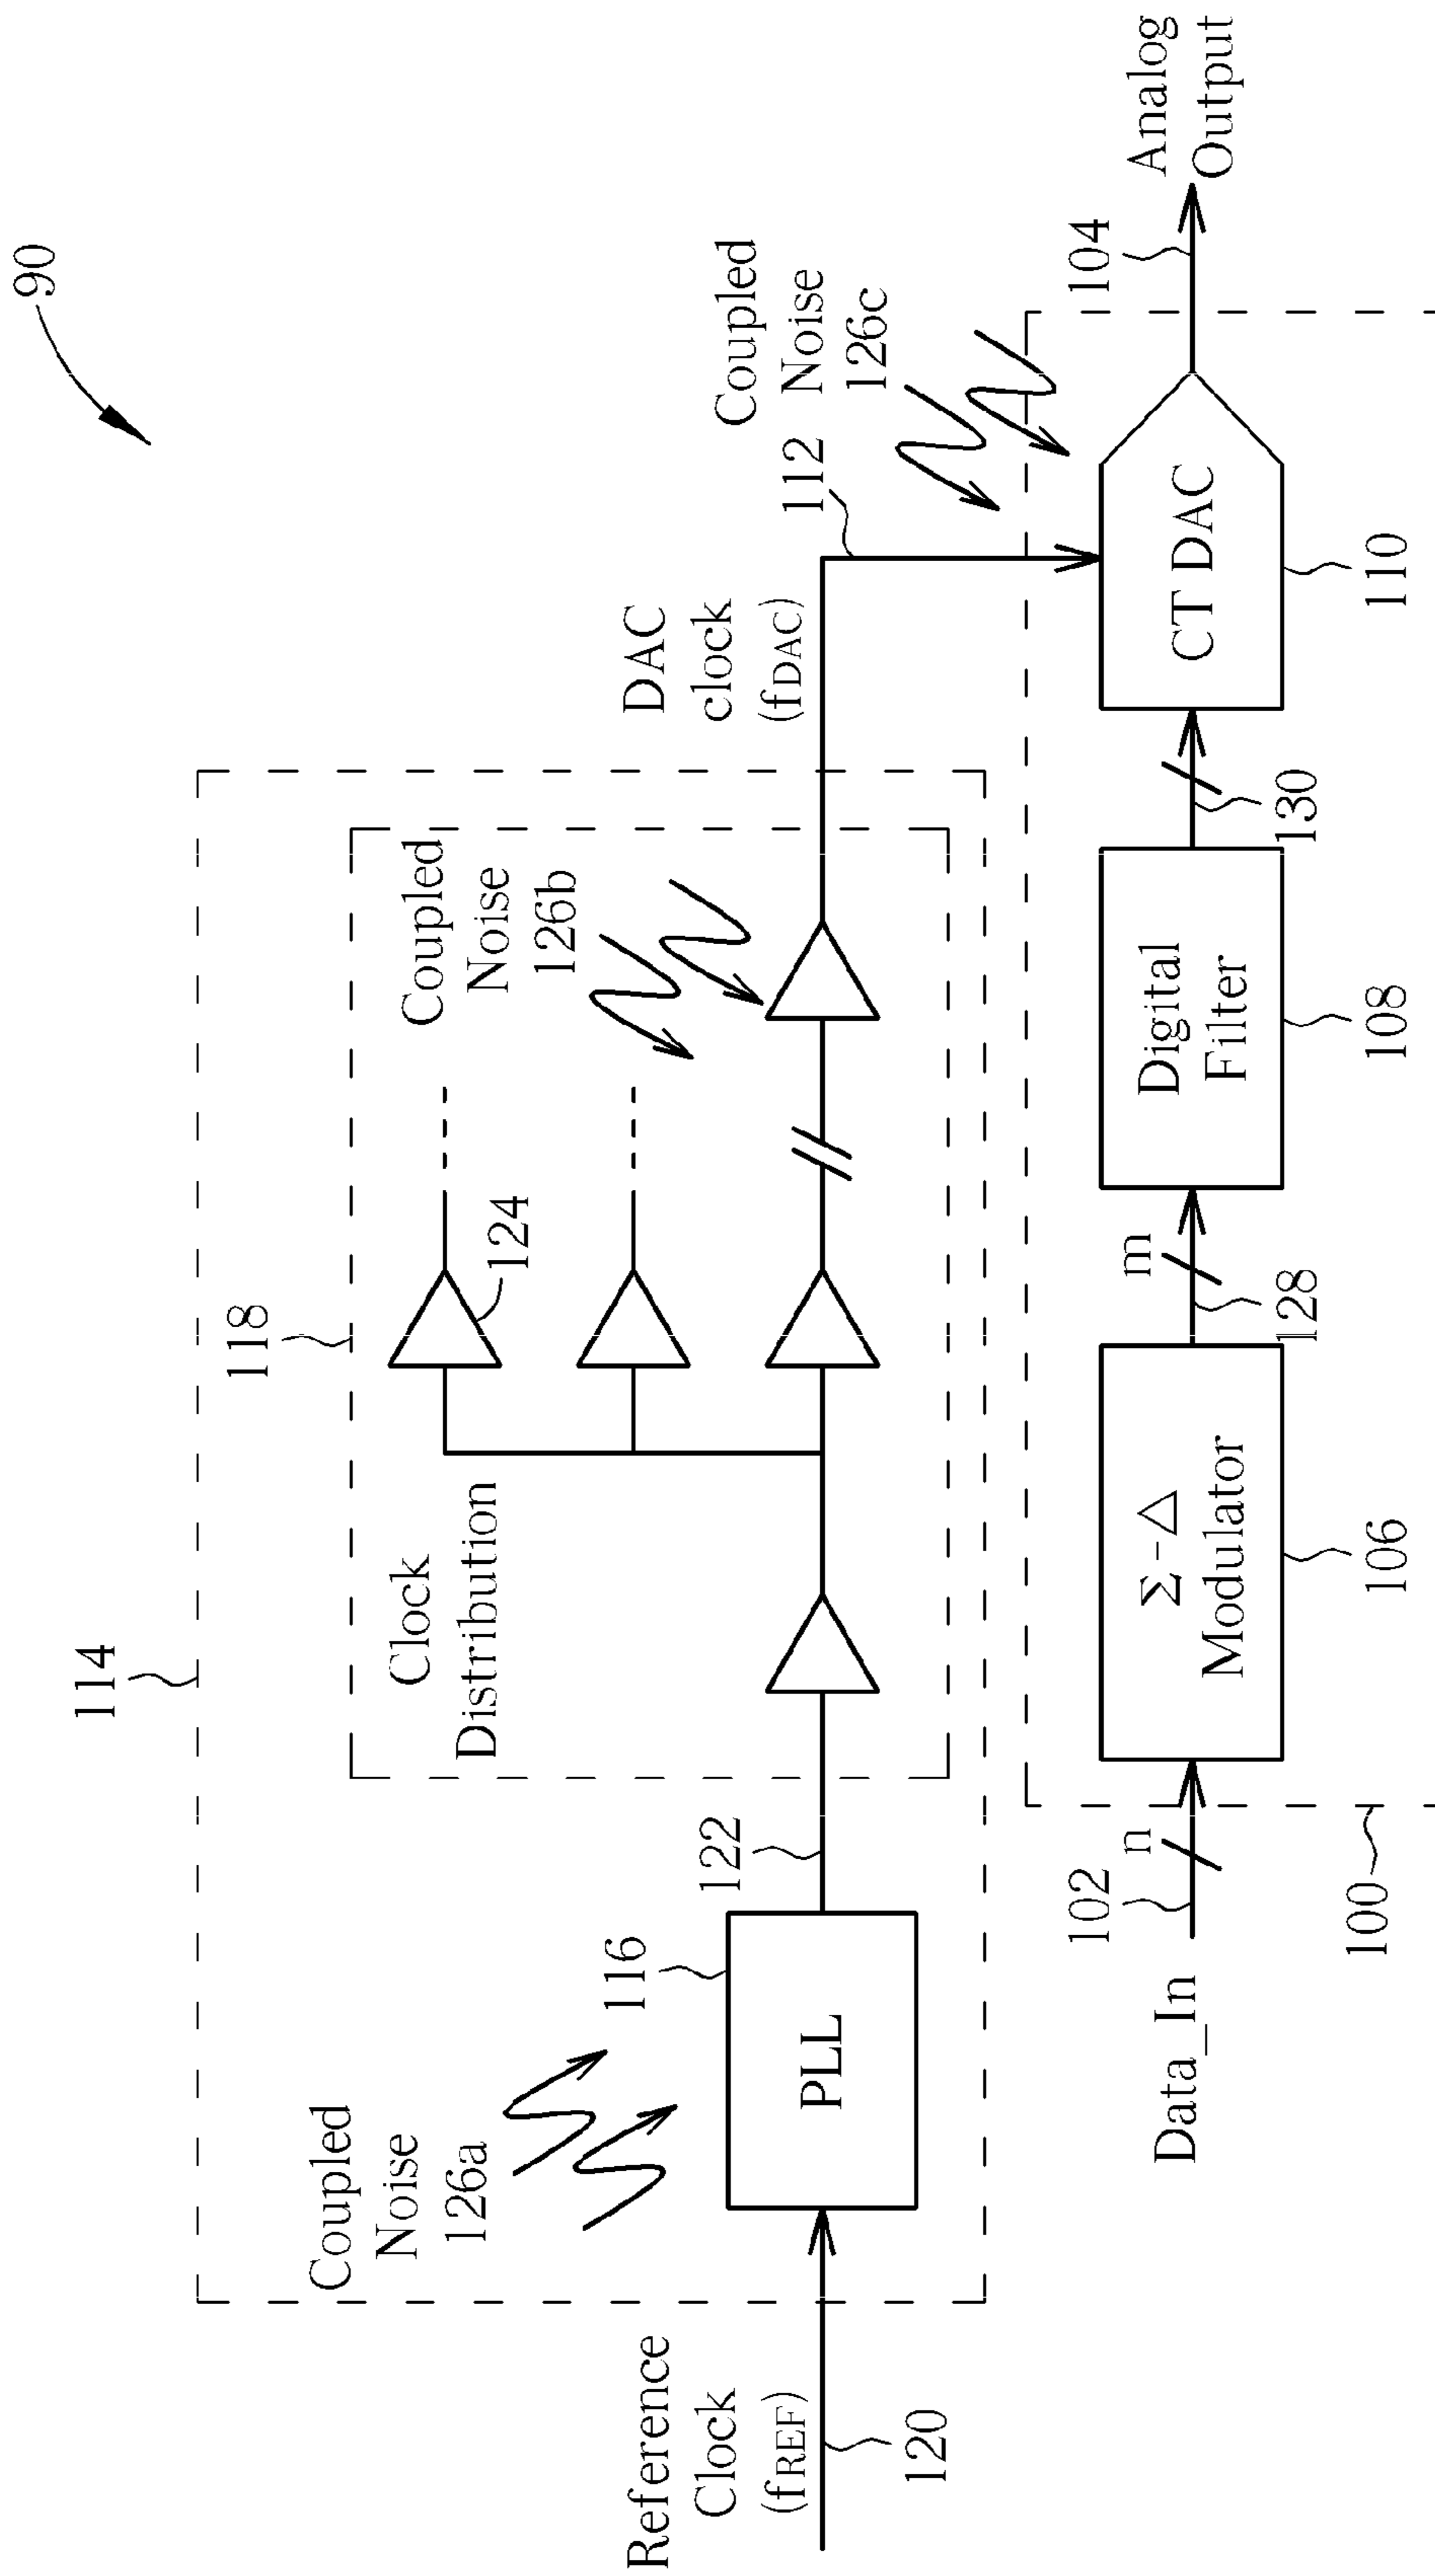 90
114
118
Coupled
Noise
126a
116
PLL
122
Reference
Clock
(fREF)
120
Clock
Distribution
124
Coupled
Noise
126b
DAC
clock
(fDAC)
112
Coupled
Noise
126c
Data_In
102
n
100
Σ-Δ
Modulator
106
m
128
Digital
Filter
108
130
CT DAC
110
104
Analog
Output